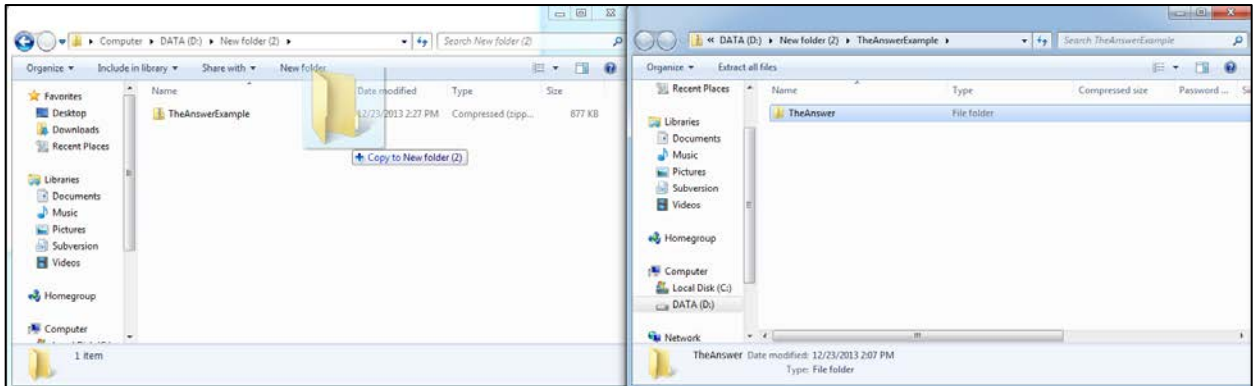 Computer ▸ DATA (D:) ▸ New folder (2) ▸
Search New folder (2)
Organize
Include in library
Share with
New folder
Favorites
Desktop
Downloads
Recent Places
Libraries
Documents
Music
Pictures
Subversion
Videos
Homegroup
Computer
Name
Date modified
Type
Size
TheAnswerExample
12/23/2013 2:27 PM
Compressed (zipp...
877 KB
Copy to New folder (2)
1 item
« DATA (D:) ▸ New folder (2) ▸ TheAnswerExample ▸
Search TheAnswerExample
Organize
Extract all files
Recent Places
Libraries
Documents
Music
Pictures
Subversion
Videos
Homegroup
Computer
Local Disk (C:)
DATA (D:)
Network
Name
Type
Compressed size
Password ...
TheAnswer
File folder
TheAnswer Date modified: 12/23/2013 2:07 PM
Type: File folder